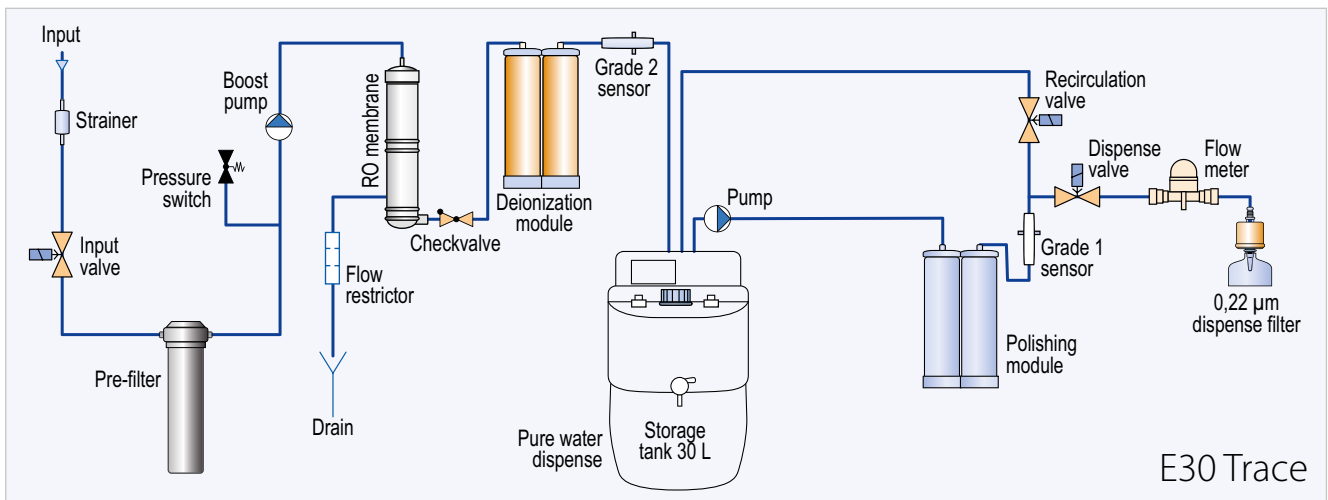 Input
Strainer
Boost
pump
Pressure
switch
Input
valve
Pre-filter
RO membrane
Flow
restrictor
Drain
Checkvalve
Deionization
module
Grade 2
sensor
Pump
Pure water
dispense
Storage
tank 30 L
Polishing
module
Grade 1
sensor
Recirculation
valve
Dispense
valve
Flow
meter
0,22 µm
dispense filter
E30 Trace